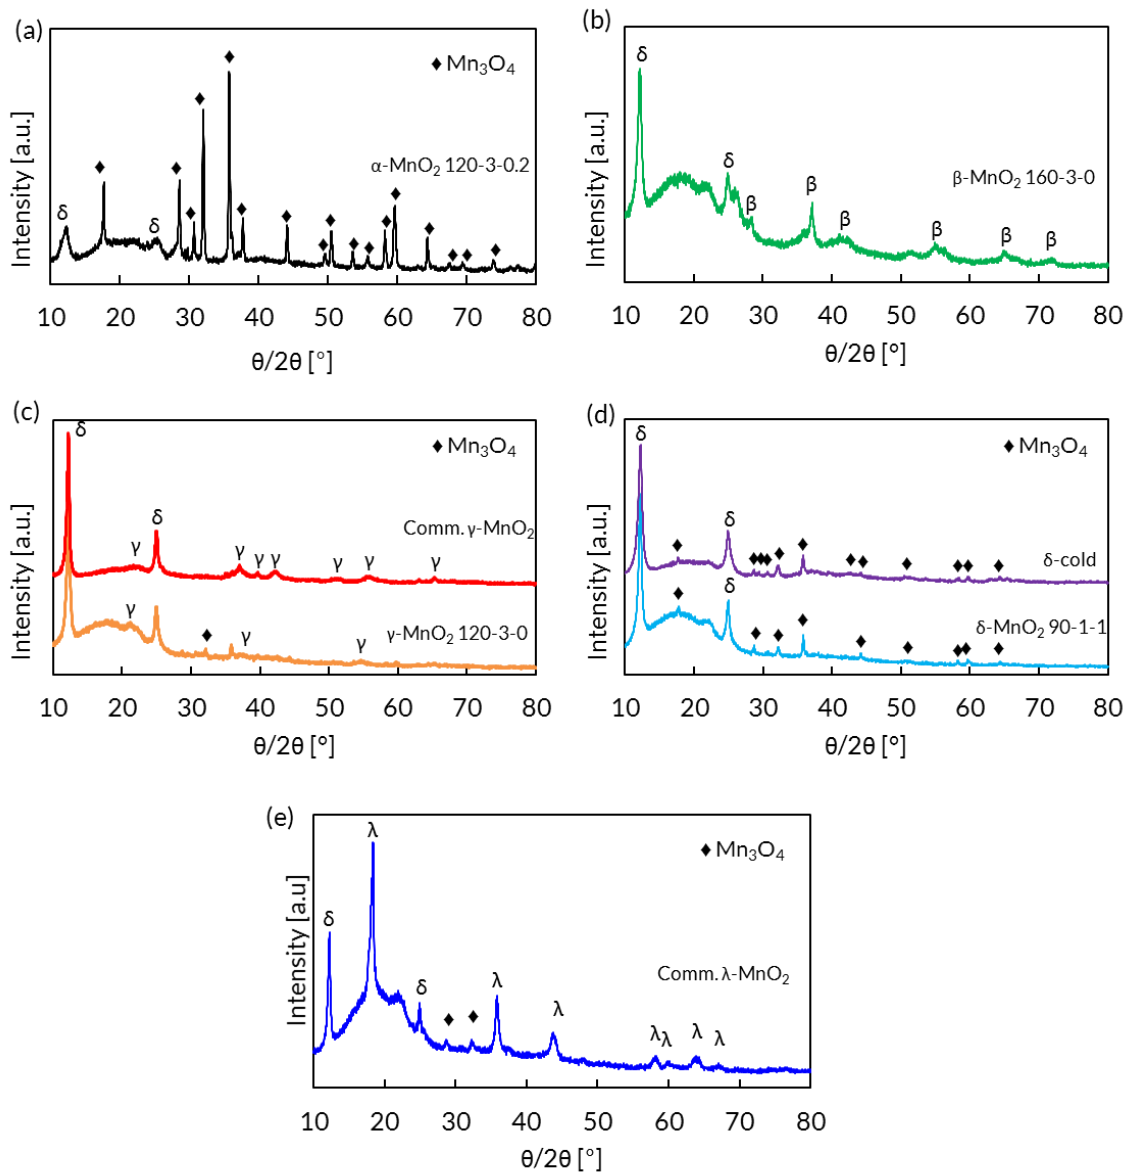 (a)
Intensity [a.u.]
♦ Mn₃O₄
α-MnO₂ 120-3-0.2
δ
δ
10 20 30 40 50 60 70 80
θ/2θ [°]
(b)
Intensity [a.u.]
δ
δ
β-MnO₂ 160-3-0
β β β β β β
10 20 30 40 50 60 70 80
θ/2θ [°]
(c)
Intensity [a.u.]
δ
♦ Mn₃O₄
δ
Comm. γ-MnO₂
γ γ γ γ γ γ γ
γ γ γ
γ-MnO₂ 120-3-0
10 20 30 40 50 60 70 80
θ/2θ [°]
(d)
Intensity [a.u.]
δ
♦ Mn₃O₄
δ
δ-cold
δ
δ-MnO₂ 90-1-1
10 20 30 40 50 60 70 80
θ/2θ [°]
(e)
Intensity [a.u]
λ
♦ Mn₃O₄
δ
Comm. λ-MnO₂
δ λ λ λ λ λ λ
10 20 30 40 50 60 70 80
θ/2θ [°]